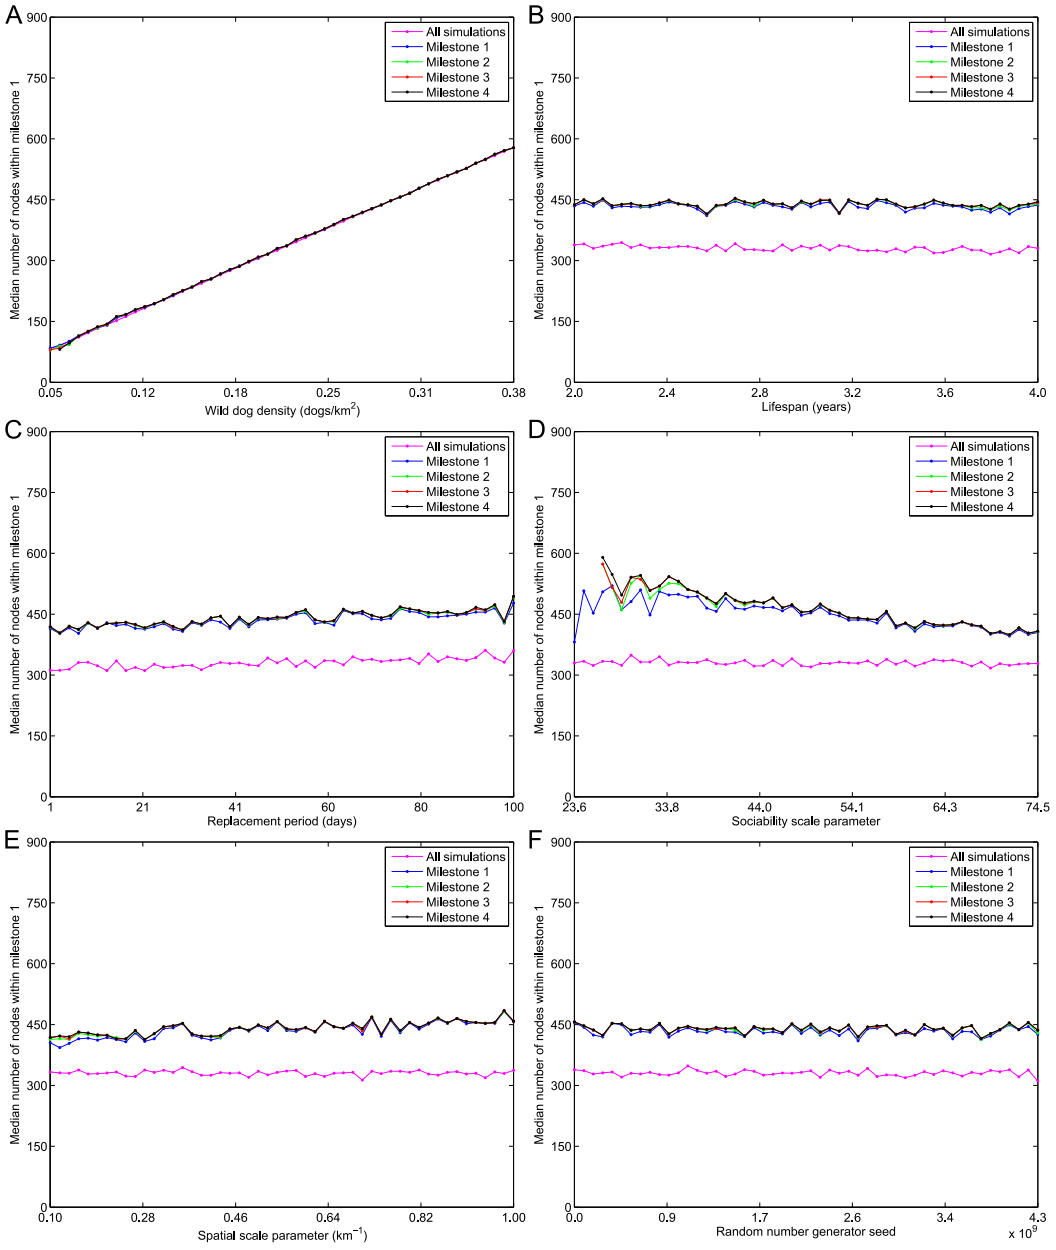 A
900
750
600
450
300
150
0
Median number of nodes within milestone 1
All simulations
Milestone 1
Milestone 2
Milestone 3
Milestone 4
0.05 0.12 0.18 0.25 0.31 0.38
Wild dog density (dogs/km²)
B
900
750
600
450
300
150
0
Median number of nodes within milestone 1
All simulations
Milestone 1
Milestone 2
Milestone 3
Milestone 4
2.0 2.4 2.8 3.2 3.6 4.0
Lifespan (years)
C
900
750
600
450
300
150
0
Median number of nodes within milestone 1
All simulations
Milestone 1
Milestone 2
Milestone 3
Milestone 4
1 21 41 60 80 100
Replacement period (days)
D
900
750
600
450
300
150
0
Median number of nodes within milestone 1
All simulations
Milestone 1
Milestone 2
Milestone 3
Milestone 4
23.6 33.8 44.0 54.1 64.3 74.5
Sociability scale parameter
E
900
750
600
450
300
150
0
Median number of nodes within milestone 1
All simulations
Milestone 1
Milestone 2
Milestone 3
Milestone 4
0.10 0.28 0.46 0.64 0.82 1.00
Spatial scale parameter (km⁻¹)
F
900
750
600
450
300
150
0
Median number of nodes within milestone 1
All simulations
Milestone 1
Milestone 2
Milestone 3
Milestone 4
0.0 0.9 1.7 2.6 3.4 4.3
Random number generator seed
x 10⁹